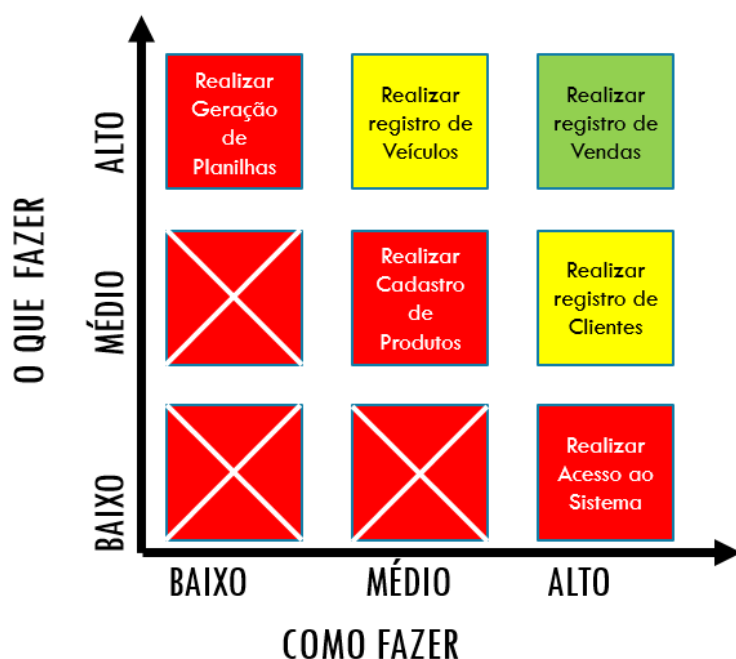 Realizar
Geração
de
Planilhas
Realizar
registro de
Veículos
Realizar
registro de
Vendas
ALTO
Realizar
Cadastro
de
Produtos
Realizar
registro de
Clientes
MÉDIO
O QUE FAZER
Realizar
Acesso ao
Sistema
BAIXO
BAIXO
MÉDIO
ALTO
COMO FAZER